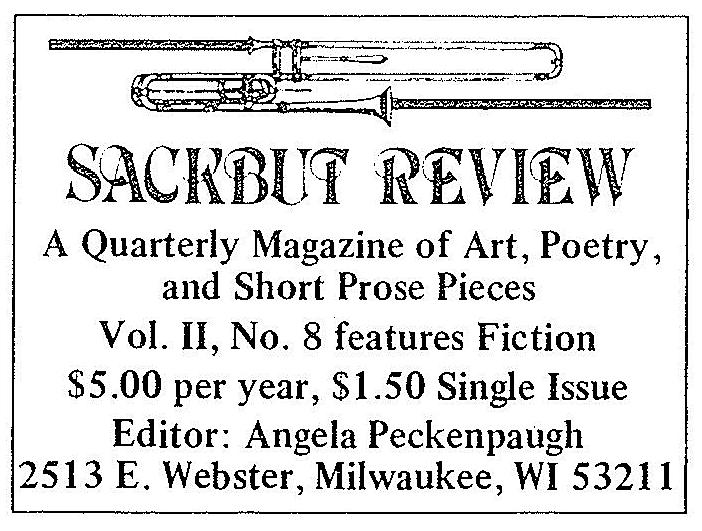 SACKBUT REVIEW
A Quarterly Magazine of Art, Poetry,
and Short Prose Pieces
Vol. II, No. 8 features Fiction
$5.00 per year, $1.50 Single Issue
Editor: Angela Peckenpaugh
2513 E. Webster, Milwaukee, WI 53211